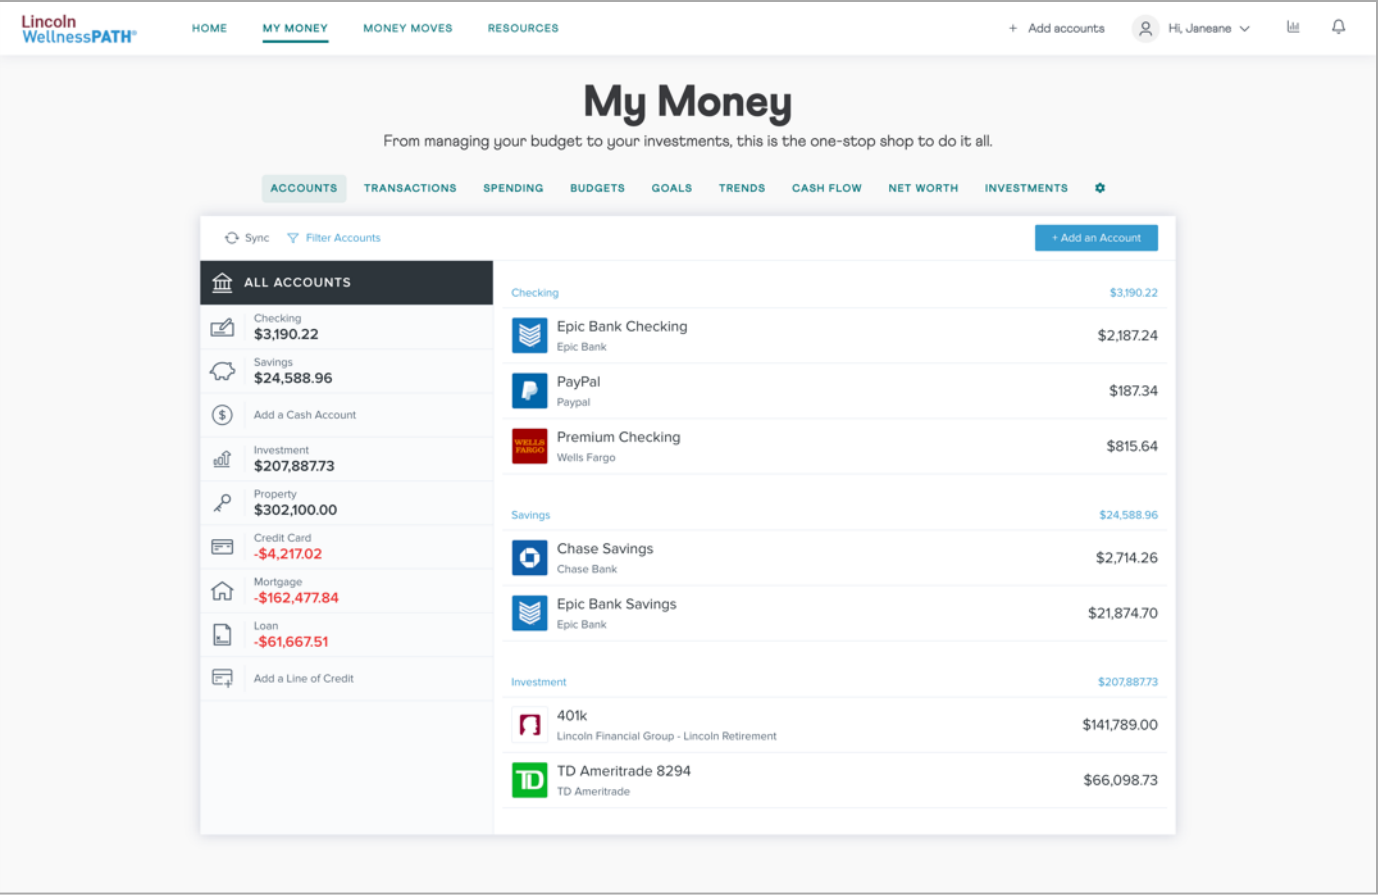 Lincoln
WellnessPATH®
HOME
MY MONEY
MONEY MOVES
RESOURCES
+ Add accounts
Hi, Janeane
My Money
From managing your budget to your investments, this is the one-stop shop to do it all.
ACCOUNTS
TRANSACTIONS
SPENDING
BUDGETS
GOALS
TRENDS
CASH FLOW
NET WORTH
INVESTMENTS
Sync
Filter Accounts
+ Add an Account
ALL ACCOUNTS
Checking
$3,190.22
Savings
$24,588.96
Add a Cash Account
Investment
$207,887.73
Property
$302,100.00
Credit Card
-$4,217.02
Mortgage
-$162,477.84
Loan
-$61,667.51
Add a Line of Credit
Checking
$3,190.22
Epic Bank Checking
Epic Bank
$2,187.24
PayPal
Paypal
$187.34
WELLS
FARGO
Premium Checking
Wells Fargo
$815.64
Savings
$24,588.96
Chase Savings
Chase Bank
$2,714.26
Epic Bank Savings
Epic Bank
$21,874.70
Investment
$207,887.73
401k
Lincoln Financial Group - Lincoln Retirement
$141,789.00
TD
TD Ameritrade 8294
TD Ameritrade
$66,098.73